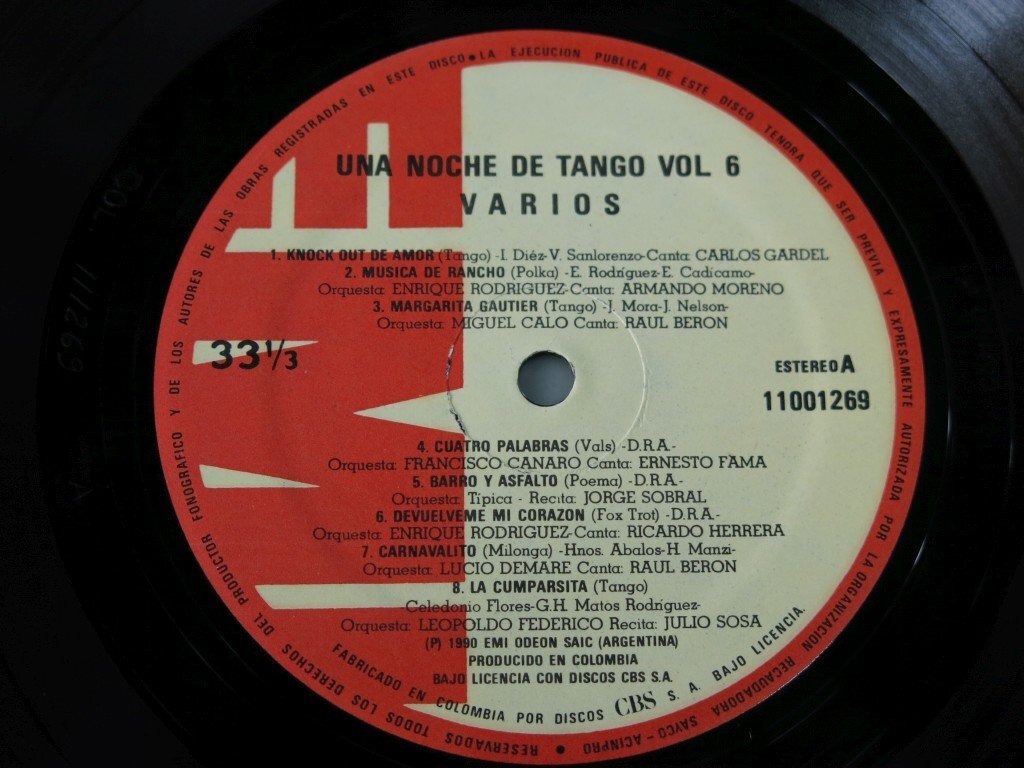 UNA NOCHE DE TANGO VOL 6
VARIOS
1. KNOCK OUT DE AMOR (Tango) -I. Diéz-V. Sanlorenzo-Canta: CARLOS GARDEL
2. MUSICA DE RANCHO (Polka) -E. Rodríguez-E. Cadícamo-
Orquesta: ENRIQUE RODRIGUEZ-Canta: ARMANDO MORENO
3. MARGARITA GAUTIER (Tango) -J. Mora-J. Nelson-
Orquesta: MIGUEL CALO Canta: RAUL BERON
33 1/3
ESTEREO A
11001269
4. CUATRO PALABRAS (Vals) -D.R.A.-
Orquesta: FRANCISCO CANARO Canta: ERNESTO FAMA
5. BARRO Y ASFALTO (Poema) -D.R.A.-
Orquesta: Típica - Recita: JORGE SOBRAL
6. DEVUELVEME MI CORAZON (Fox Trot) -D.R.A.-
Orquesta: ENRIQUE RODRIGUEZ-Canta: RICARDO HERRERA
7. CARNAVALITO (Milonga) -Hnos. Abalos-H. Manzi-
Orquesta: LUCIO DEMARE Canta: RAUL BERON
8. LA CUMPARSITA (Tango)
-Celedonio Flores-G.H. Matos Rodríguez-
Orquesta: LEOPOLDO FEDERICO Recita: JULIO SOSA
(P) 1990 EMI ODEON SAIC (ARGENTINA)
PRODUCIDO EN COLOMBIA
BAJO LICENCIA CON DISCOS CBS S.A.
FABRICADO EN COLOMBIA POR DISCOS CBS S. A. BAJO LICENCIA.
RESERVADOS TODOS LOS DERECHOS DEL PRODUCTOR FONOGRAFICO Y DE LOS AUTORES DE LAS OBRAS REGISTRADAS EN ESTE DISCO • LA EJECUCION PUBLICA DE ESTE DISCO TENDRA QUE SER PREVIA Y EXPRESAMENTE AUTORIZADA POR LA ORGANIZACION RECAUDADORA SAYCO - ACINPRO •